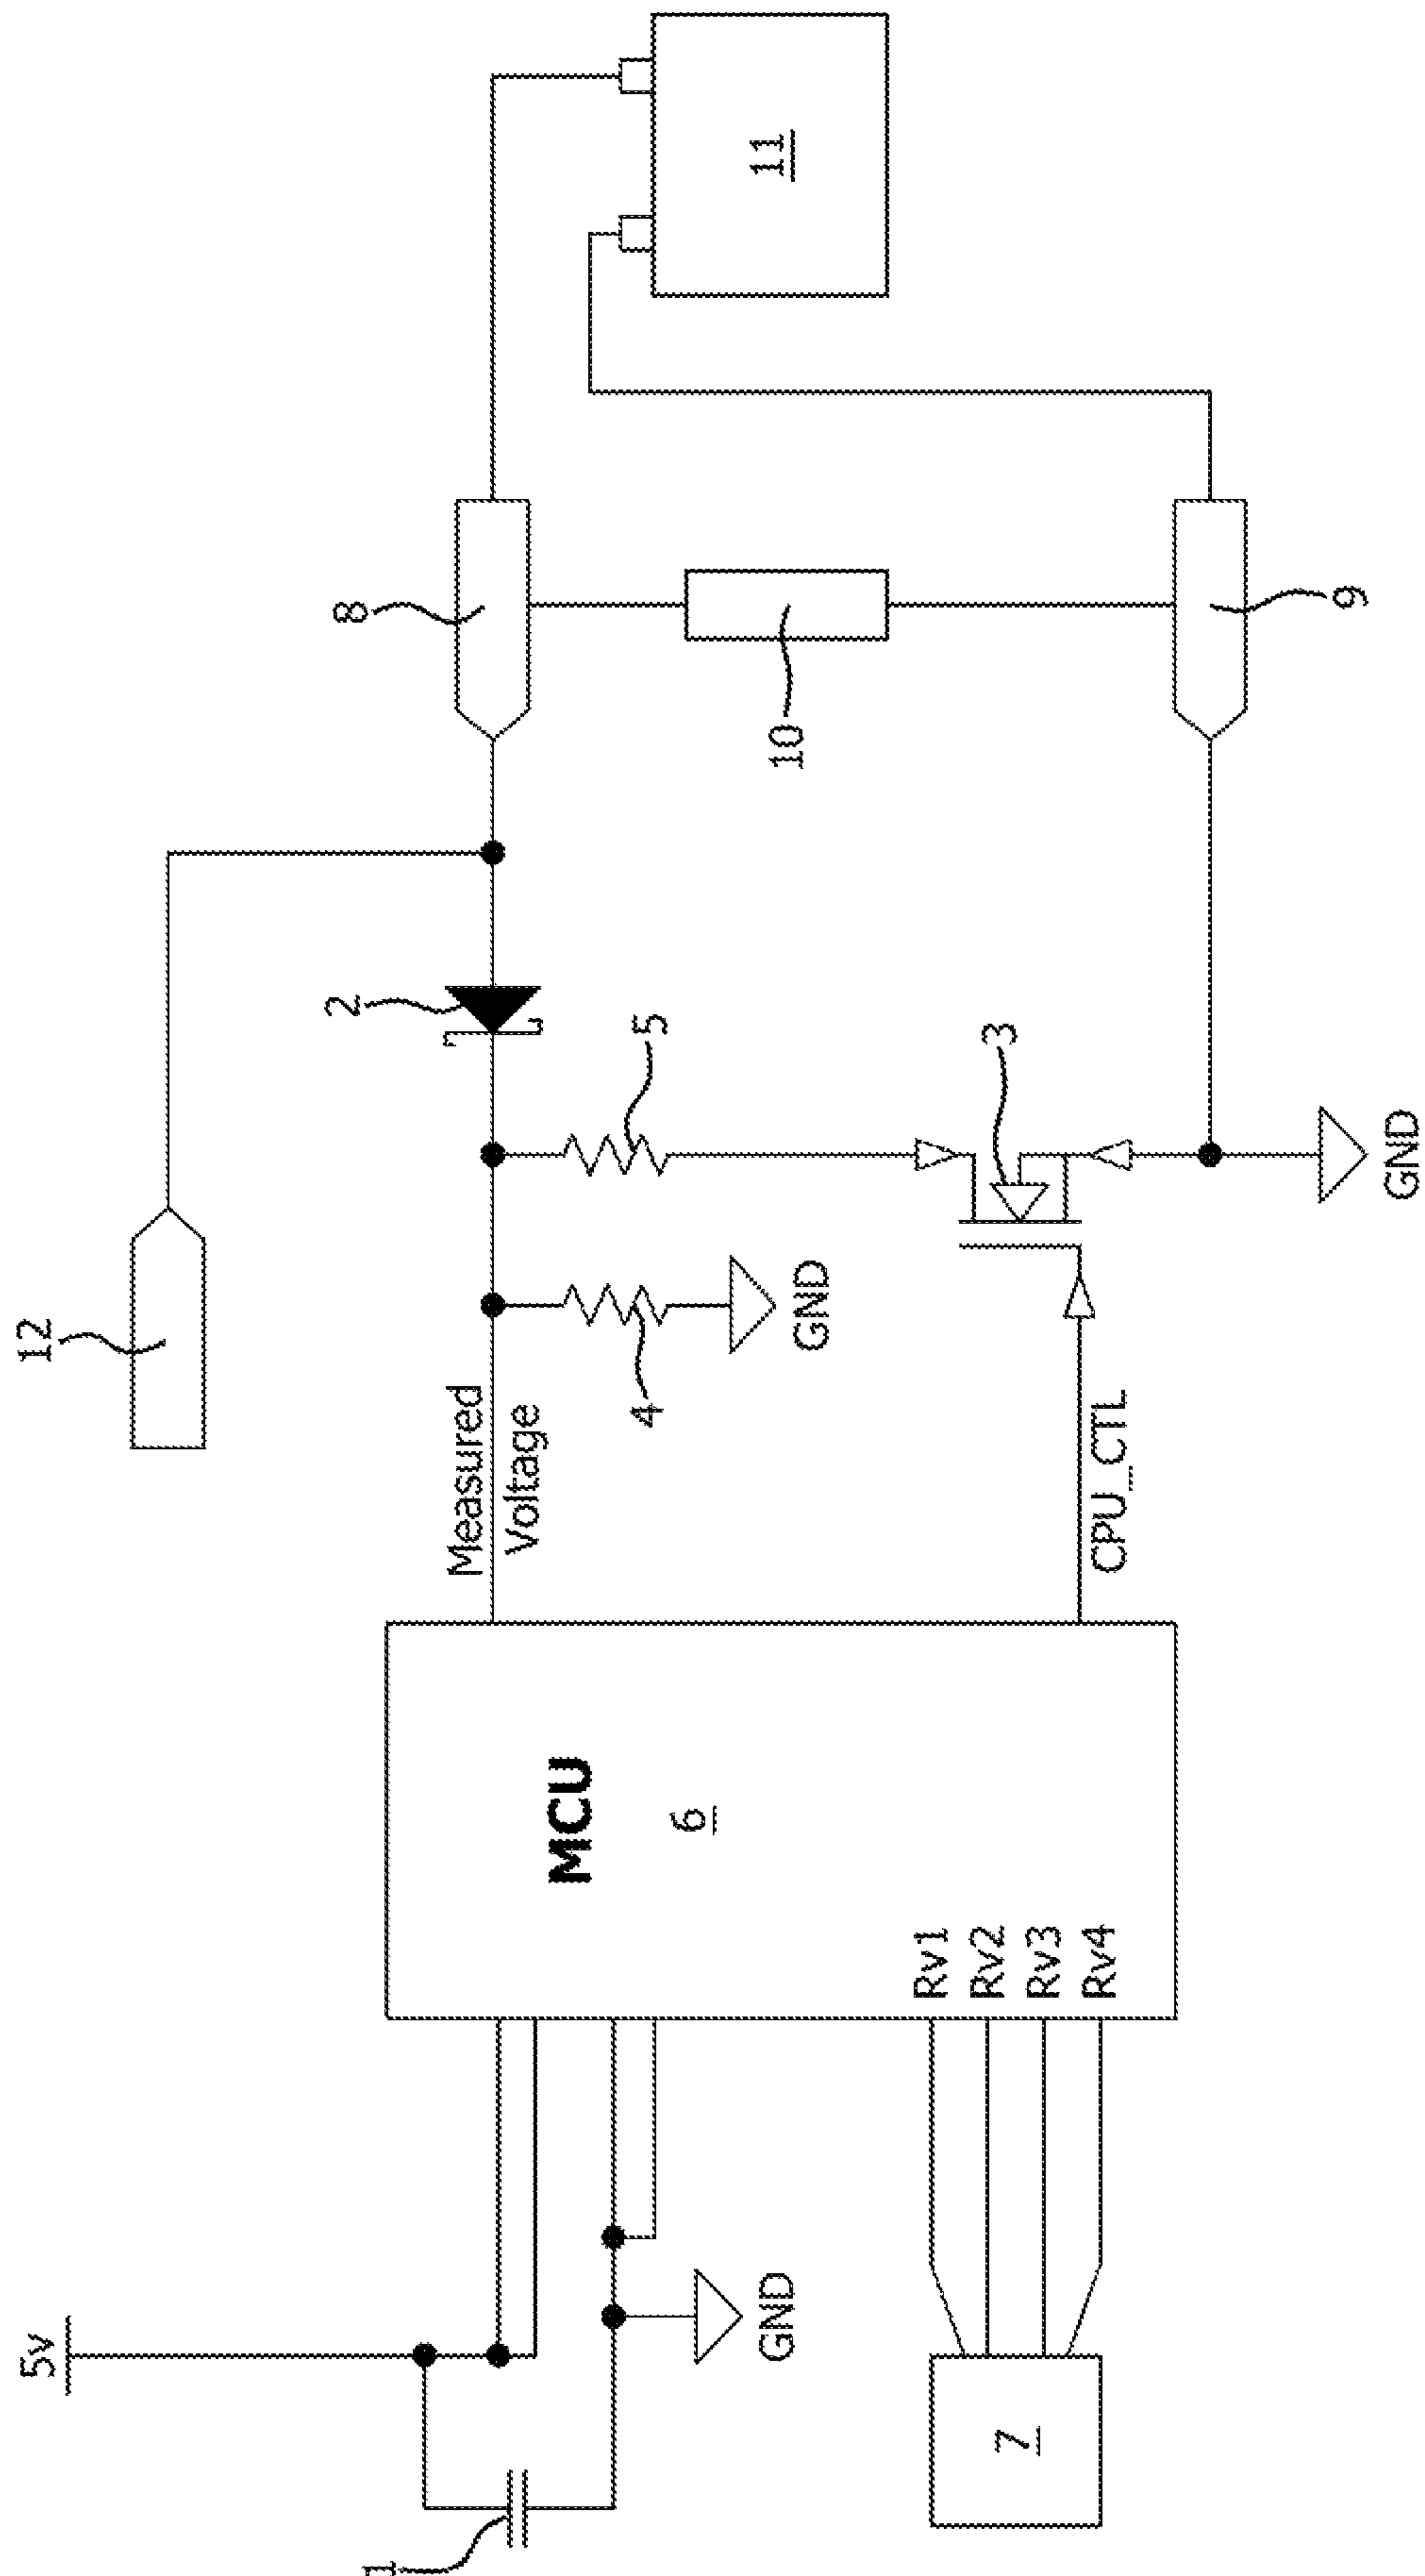 5v
1
GND
7
MCU
6
Rv1
Rv2
Rv3
Rv4
Measured
Voltage
CPU_CTL
12
4
GND
2
5
3
GND
8
10
9
11